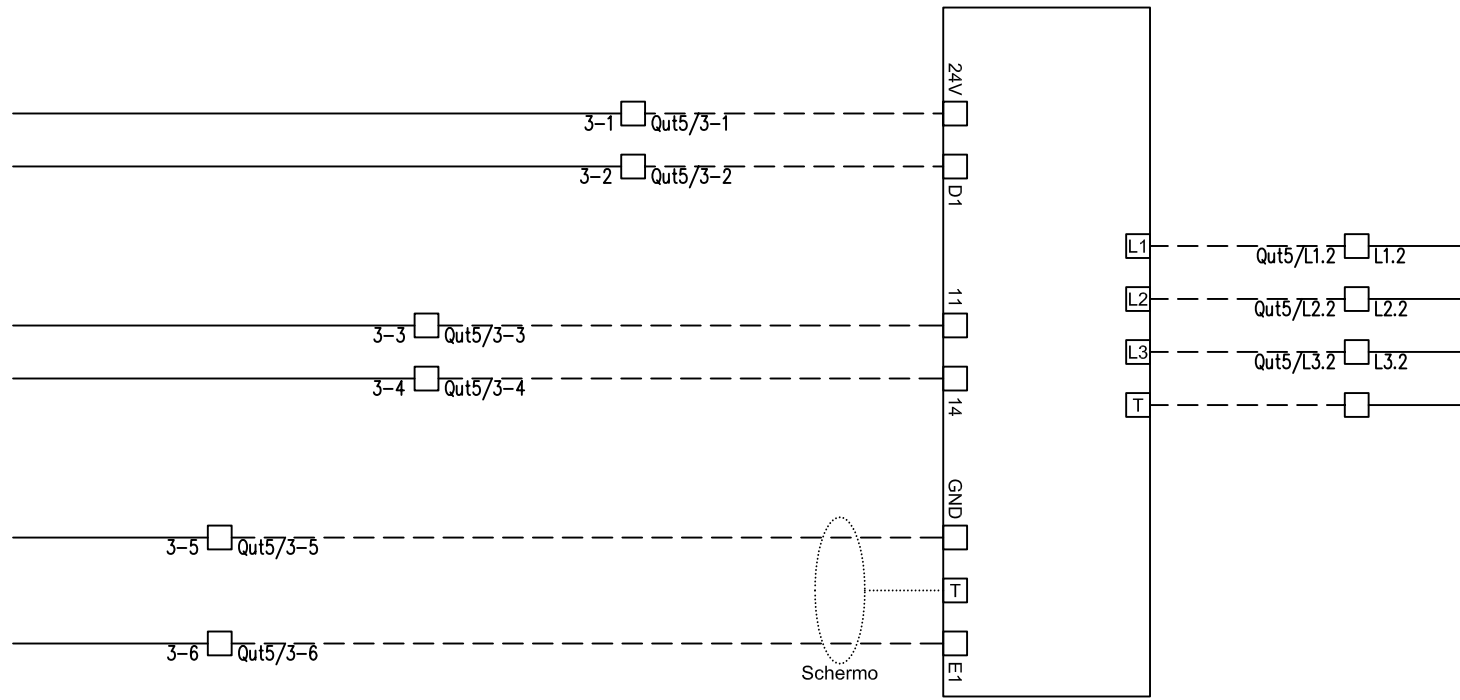 24V
3-1 Qut5/3-1
3-2 Qut5/3-2
D1
L1 Qut5/L1.2 L1.2
11
L2 Qut5/L2.2 L2.2
3-3 Qut5/3-3
L3 Qut5/L3.2 L3.2
3-4 Qut5/3-4
14
T
GND
3-5 Qut5/3-5
T
3-6 Qut5/3-6
E1
Schermo